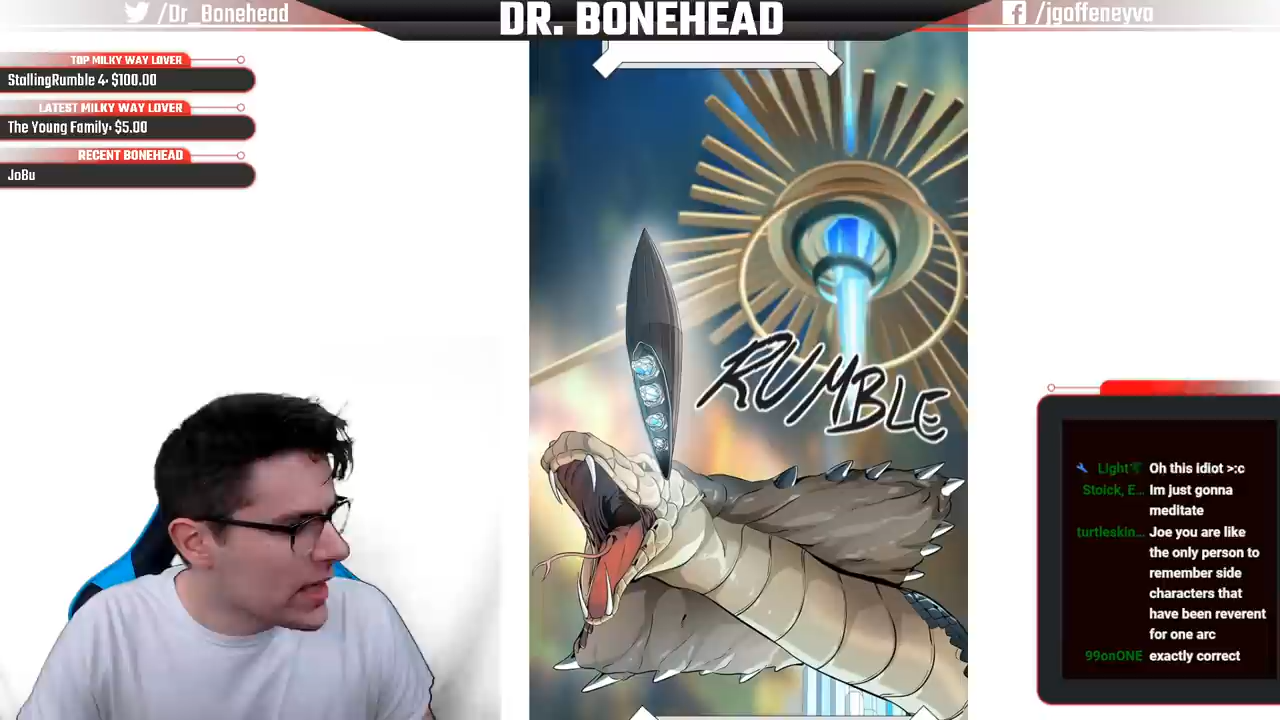 /Dr_Bonehead
DR. BONEHEAD
/jgoffeneyva
TOP MILKY WAY LOVER
StallingRumble 4: $100.00
LATEST MILKY WAY LOVER
The Young Family: $5.00
RECENT BONEHEAD
JoBu
RUMBLE
Light Oh this idiot >:c
Stoick, E... Im just gonna
meditate
turtleskin... Joe you are like
the only person to
remember side
characters that
have been reverent
for one arc
99onONE exactly correct